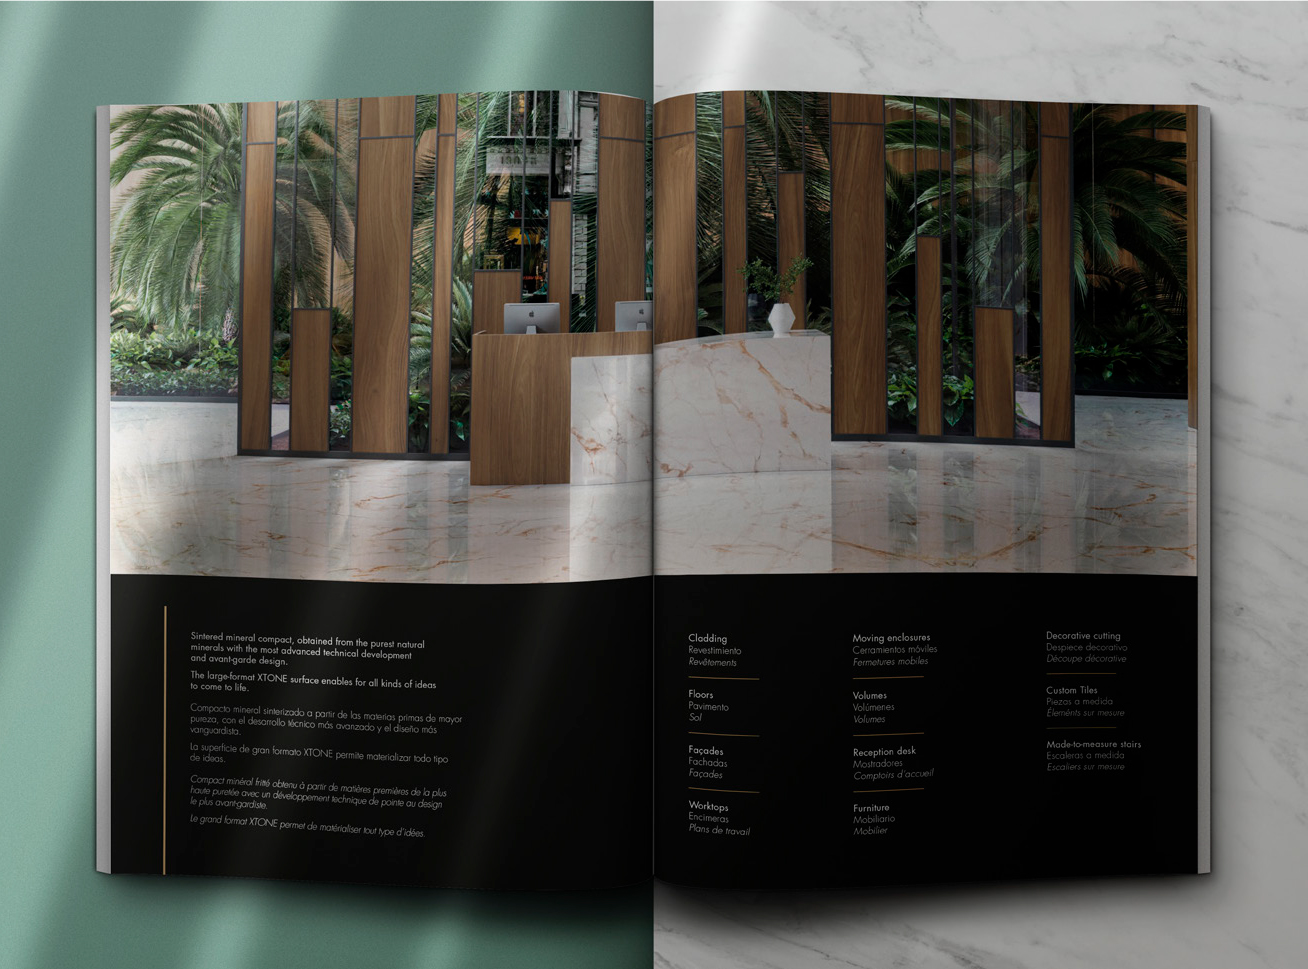 Sintered mineral compact, obtained from the purest natural
minerals with the most advanced technical development
and avant-garde design.
The large-format XTONE surface enables for all kinds of ideas
to come to life.
Compacto mineral sinterizado a partir de las materias primas de mayor
pureza, con el desarrollo técnico más avanzado y el diseño más
vanguardista.
La superficie de gran formato XTONE permite materializar todo tipo
de ideas.
Compact minéral fritté obtenu à partir de matières premières de la plus
haute puretée avec un développement technique de pointe au design
le plus avant-gardiste.
Le grand format XTONE permet de matérialiser tout type d'idées.
Cladding
Revestimiento
Revêtements
Floors
Pavimento
Sol
Façades
Fachadas
Façades
Worktops
Encimeras
Plans de travail
Moving enclosures
Cerramientos móviles
Fermetures mobiles
Volumes
Volúmenes
Volumes
Reception desk
Mostradores
Comptoirs d'accueil
Furniture
Mobiliario
Mobilier
Decorative cutting
Despiece decorativo
Découpe décorative
Custom Tiles
Piezas a medida
Élements sur mesure
Made-to-measure stairs
Escaleras a medida
Escaliers sur mesure